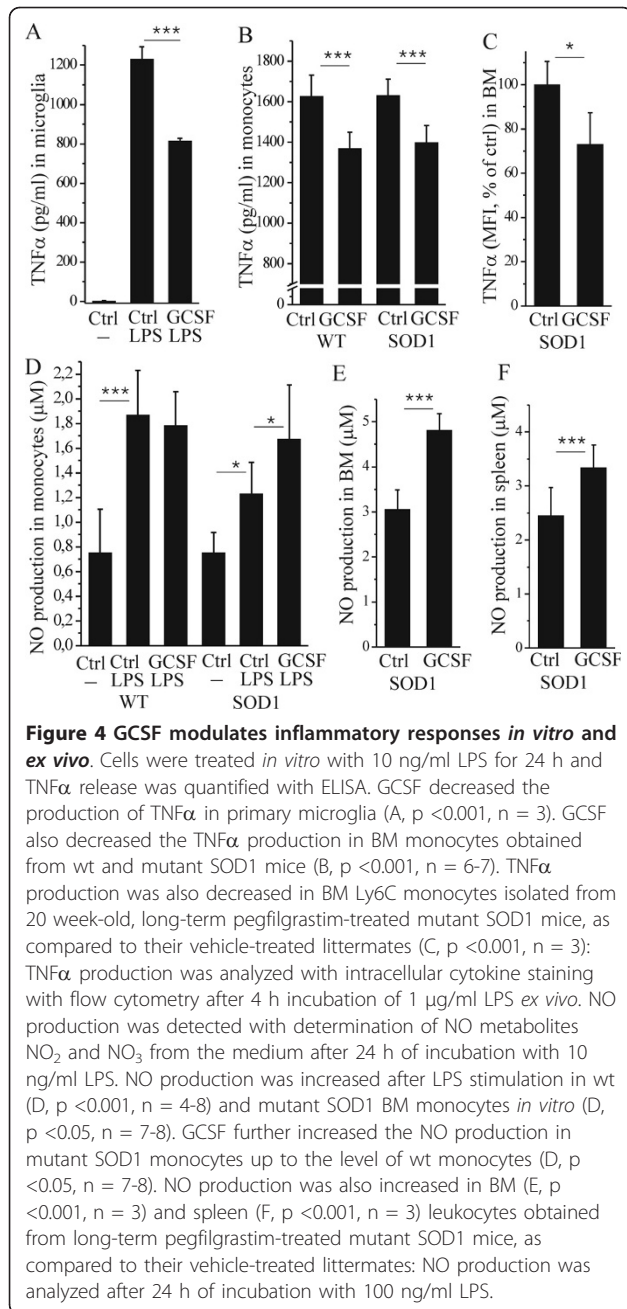 A
***
TNFα (pg/ml) in microglia
1200
1000
800
600
400
200
0
Ctrl Ctrl GCSF
– LPS LPS
B
*** ***
TNFα (pg/ml) in monocytes
1600
1400
1200
1000
800
0
Ctrl GCSF Ctrl GCSF
WT SOD1
C
*
TNFα (MFI, % of ctrl) in BM
100
80
60
40
20
0
Ctrl GCSF
SOD1
D
*** * *
NO production in monocytes (µM)
2,2
2,0
1,8
1,6
1,4
1,2
1,0
0,8
0,6
0,4
0,2
0,0
Ctrl Ctrl GCSF Ctrl Ctrl GCSF
– LPS LPS – LPS LPS
WT SOD1
E
***
NO production in BM (µM)
5
4
3
2
1
0
Ctrl GCSF
SOD1
F
***
NO production in spleen (µM)
4
3
2
1
0
Ctrl GCSF
SOD1
Figure 4 GCSF modulates inflammatory responses in vitro and
ex vivo. Cells were treated in vitro with 10 ng/ml LPS for 24 h and
TNFα release was quantified with ELISA. GCSF decreased the
production of TNFα in primary microglia (A, p <0.001, n = 3). GCSF
also decreased the TNFα production in BM monocytes obtained
from wt and mutant SOD1 mice (B, p <0.001, n = 6-7). TNFα
production was also decreased in BM Ly6C monocytes isolated from
20 week-old, long-term pegfilgrastim-treated mutant SOD1 mice, as
compared to their vehicle-treated littermates (C, p <0.001, n = 3):
TNFα production was analyzed with intracellular cytokine staining
with flow cytometry after 4 h incubation of 1 µg/ml LPS ex vivo. NO
production was detected with determination of NO metabolites
NO₂ and NO₃ from the medium after 24 h of incubation with 10
ng/ml LPS. NO production was increased after LPS stimulation in wt
(D, p <0.001, n = 4-8) and mutant SOD1 BM monocytes in vitro (D,
p <0.05, n = 7-8). GCSF further increased the NO production in
mutant SOD1 monocytes up to the level of wt monocytes (D, p
<0.05, n = 7-8). NO production was also increased in BM (E, p
<0.001, n = 3) and spleen (F, p <0.001, n = 3) leukocytes obtained
from long-term pegfilgrastim-treated mutant SOD1 mice, as
compared to their vehicle-treated littermates: NO production was
analyzed after 24 h of incubation with 100 ng/ml LPS.